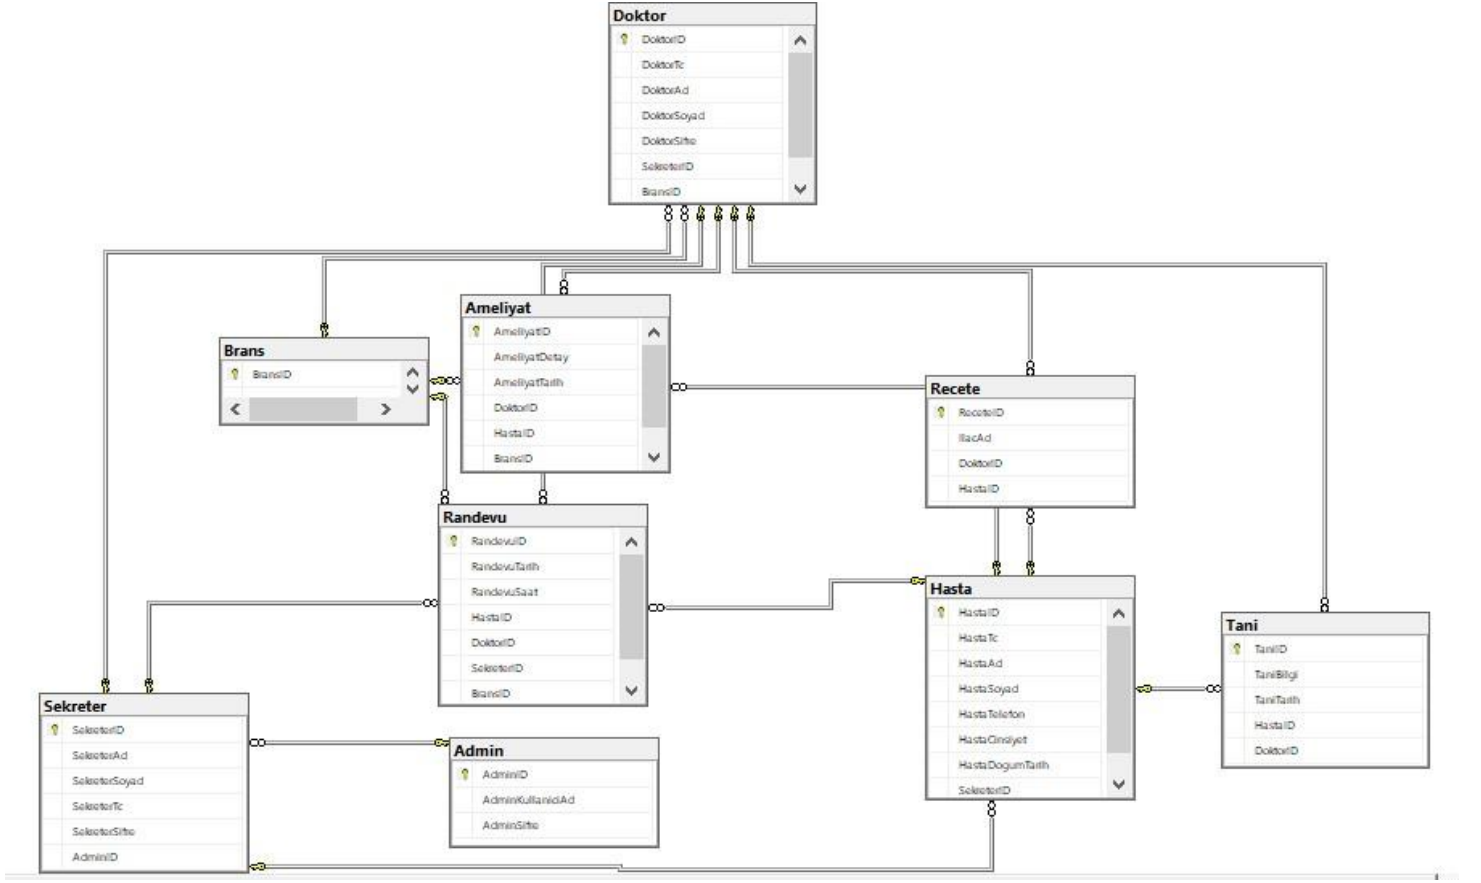 Doktor
DoktorID
DoktorTc
DoktorAd
DoktorSoyad
DoktorSifre
SekreterID
BransID
Ameliyat
AmeliyatID
AmeliyatDetay
AmeliyatTarih
DoktorID
HastaID
BransID
Brans
BransID
Recete
ReceteID
IlacAd
DoktorID
HastaID
Randevu
RandevuID
RandevuTarih
RandevuSaat
HastaID
DoktorID
SekreterID
BransID
Hasta
HastaID
HastaTc
HastaAd
HastaSoyad
HastaTelefon
HastaCinsiyet
HastaDogumTarih
SekreterID
Tani
TaniID
TaniBilgi
TaniTarih
HastaID
DoktorID
Sekreter
SekreterID
SekreterAd
SekreterSoyad
SekreterTc
SekreterSifre
AdminID
Admin
AdminID
AdminKullaniciAd
AdminSifre